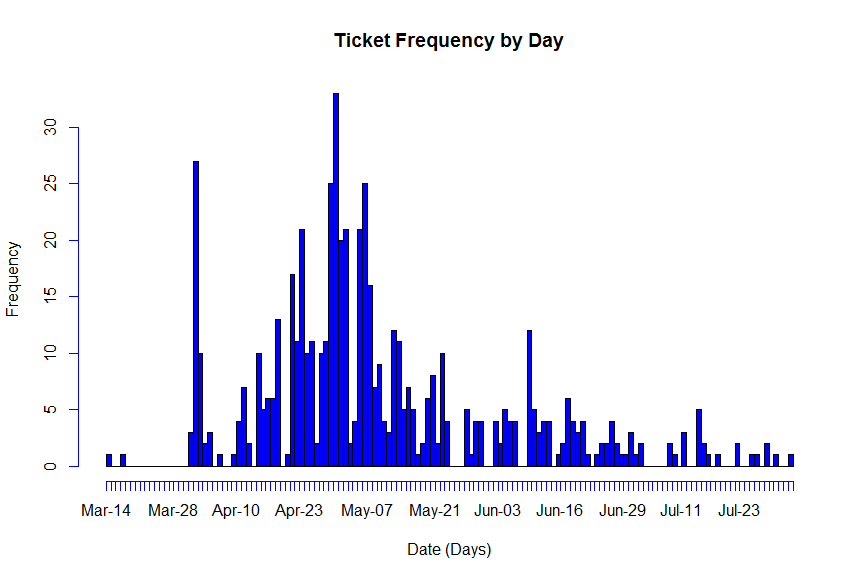 Ticket Frequency by Day
Frequency
30
25
20
15
10
5
0
Mar-14 Mar-28 Apr-10 Apr-23 May-07 May-21 Jun-03 Jun-16 Jun-29 Jul-11 Jul-23
Date (Days)